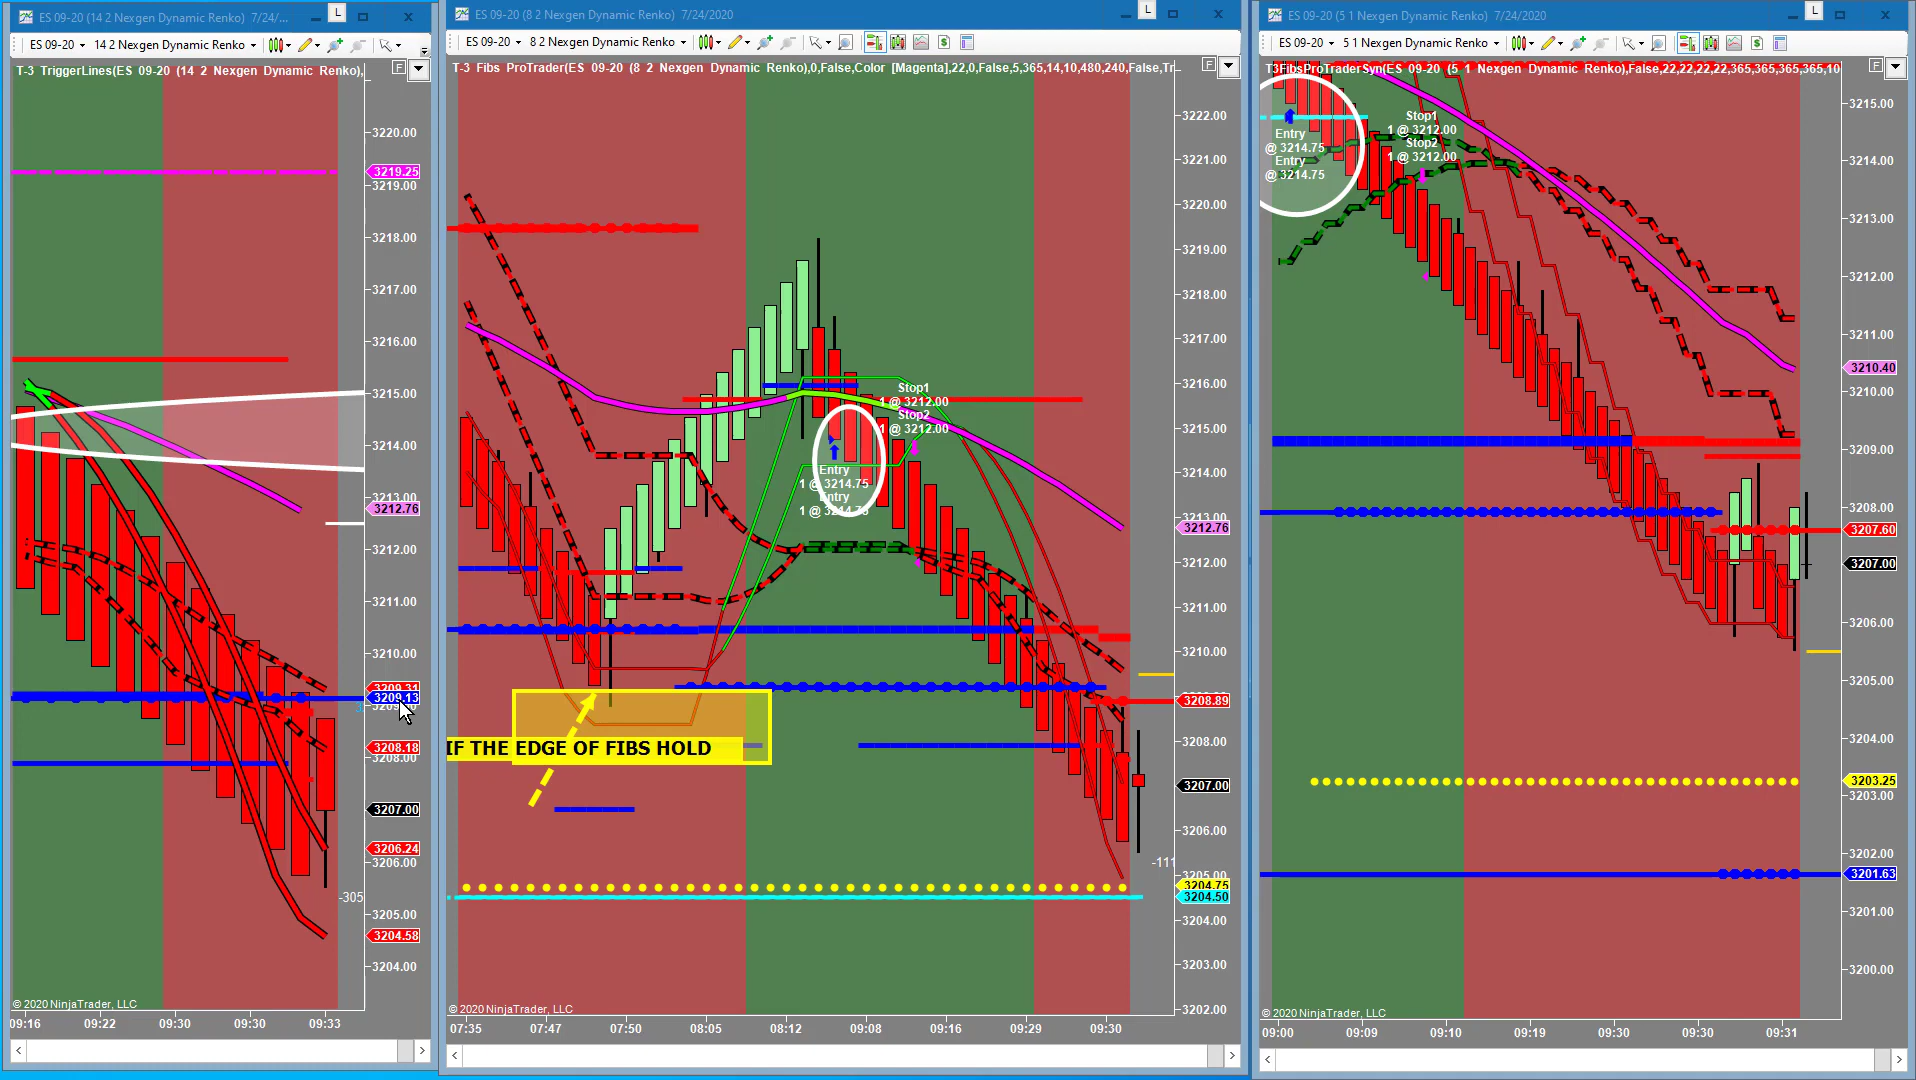 ES 09-20 (14 2 Nexgen Dynamic Renko) 7/24/...
L
ES 09-20
14 2 Nexgen Dynamic Renko
T-3 TriggerLines(ES 09-20 (14 2 Nexgen Dynamic Renko),
F
3220.00
3219.25
3219.00
3218.00
3217.00
3216.00
3215.00
3214.00
3213.00
3212.76
3212.00
3211.00
3210.00
3209.13
3208.18
3208.00
3207.00
3206.24
3206.00
-305
3205.00
3204.58
3204.00
© 2020 NinjaTrader, LLC
09:16
09:22
09:30
09:30
09:33
ES 09-20 (8 2 Nexgen Dynamic Renko) 7/24/2020
L
ES 09-20
8 2 Nexgen Dynamic Renko
T-3 Fibs ProTrader(ES 09-20 (8 2 Nexgen Dynamic Renko),0,False,Color [Magenta],22,0,False,5,365,14,10,480,240,False,Tr...
F
3222.00
3221.00
3220.00
3219.00
3218.00
3217.00
3216.00
Stop1
1 @ 3212.00
Stop2
1 @ 3212.00
3215.00
3214.00
Entry
1 @ 3214.75
Entry
1 @ 3214.75
3213.00
3212.76
3212.00
3211.00
3210.00
3208.89
IF THE EDGE OF FIBS HOLD
3208.00
3207.00
3206.00
-111
3205.00
3204.75
3204.50
3204.00
3203.00
3202.00
© 2020 NinjaTrader, LLC
07:35
07:47
07:50
08:05
08:12
09:08
09:16
09:29
09:30
ES 09-20 (5 1 Nexgen Dynamic Renko) 7/24/2020
L
ES 09-20
5 1 Nexgen Dynamic Renko
T3FibsProTraderSyn(ES 09-20 (5 1 Nexgen Dynamic Renko),False,22,22,22,22,365,365,365,365,10
F
3215.00
Entry
@ 3214.75
Entry
@ 3214.75
Stop1
1 @ 3212.00
Stop2
1 @ 3212.00
3214.00
3213.00
3212.00
3211.00
3210.40
3210.00
3209.00
3208.00
3207.60
3207.00
3206.00
3205.00
3204.00
3203.25
3203.00
3202.00
3201.63
3201.00
3200.00
© 2020 NinjaTrader, LLC
09:00
09:09
09:10
09:19
09:30
09:30
09:31